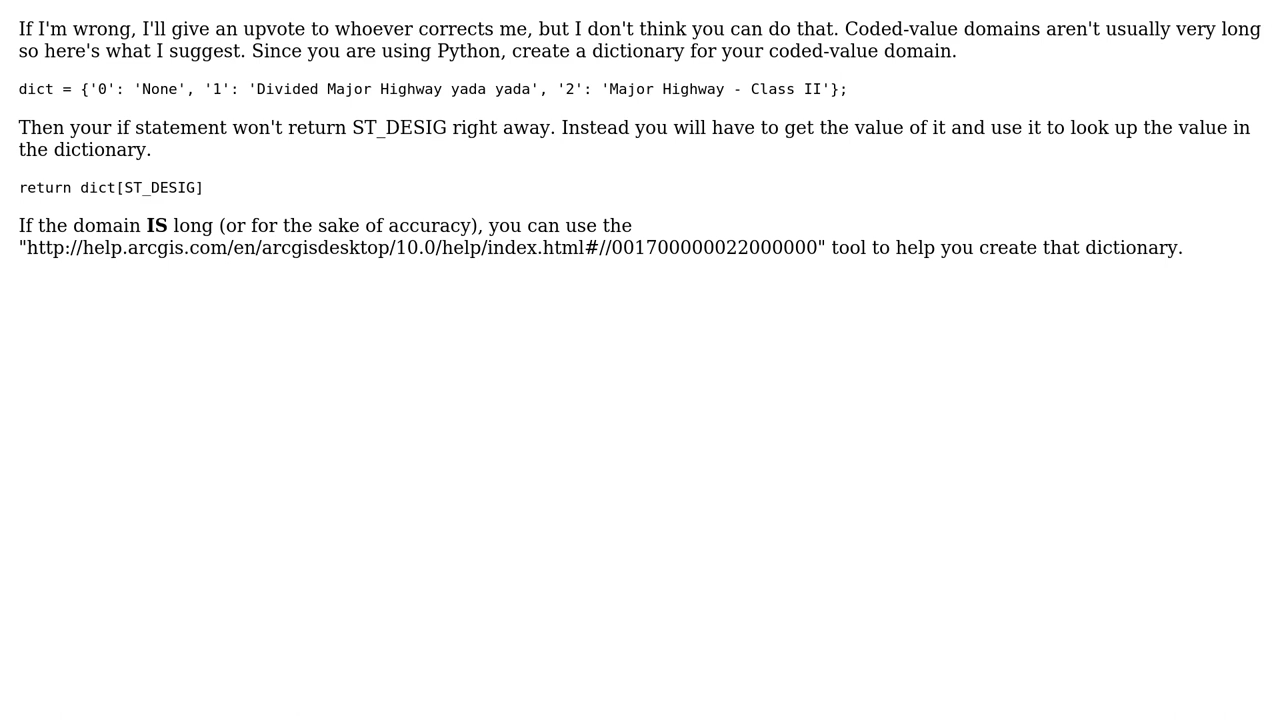 If I'm wrong, I'll give an upvote to whoever corrects me, but I don't think you can do that. Coded-value domains aren't usually very long
so here's what I suggest. Since you are using Python, create a dictionary for your coded-value domain.
dict = {'0': 'None', '1': 'Divided Major Highway yada yada', '2': 'Major Highway - Class II'};
Then your if statement won't return ST_DESIG right away. Instead you will have to get the value of it and use it to look up the value in
the dictionary.
return dict[ST_DESIG]
If the domain IS long (or for the sake of accuracy), you can use the
"http://help.arcgis.com/en/arcgisdesktop/10.0/help/index.html#//001700000022000000" tool to help you create that dictionary.